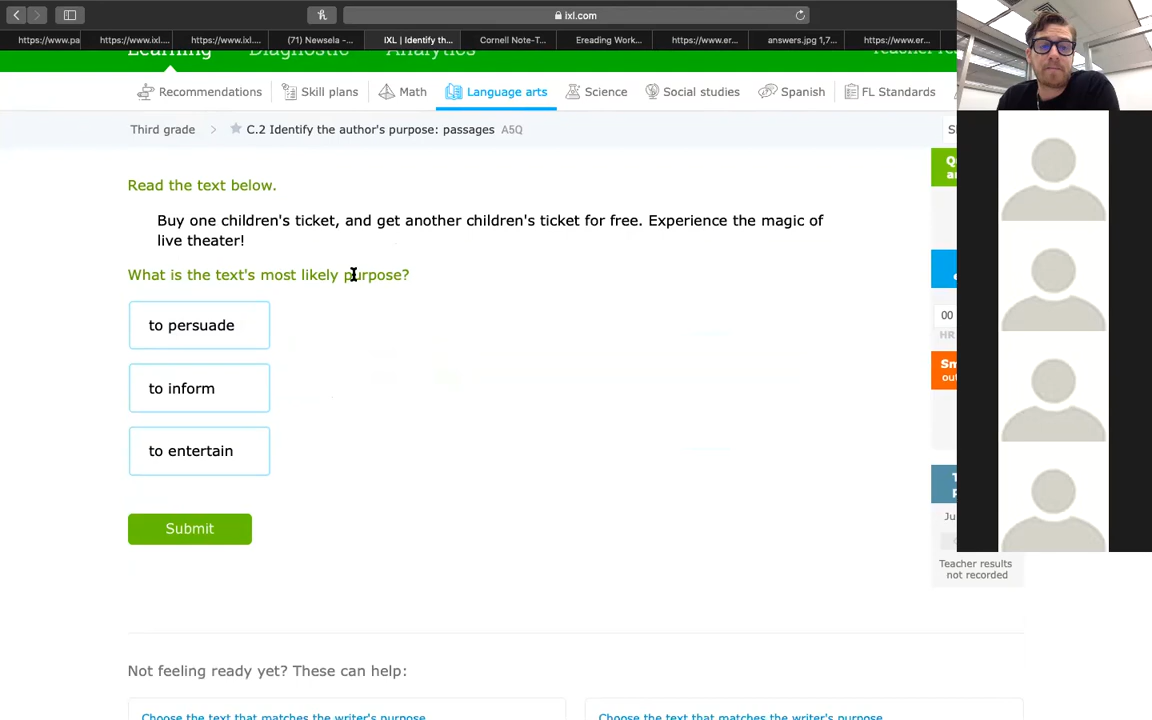 ixl.com
https://www.pa https://www.ixl.... https://www.ixl.... (71) Newsela -... IXL | Identify th... Cornell Note-T... Ereading Work... https://www.er... answers.jpg 1,7... https://www.er...
Learning Diagnostic Analytics
Recommendations Skill plans Math Language arts Science Social studies Spanish FL Standards
Third grade > C.2 Identify the author's purpose: passages A5Q
Read the text below.
Buy one children's ticket, and get another children's ticket for free. Experience the magic of
live theater!
What is the text's most likely purpose?
to persuade
00
HR
to inform
to entertain
Submit
Teacher results
not recorded
Not feeling ready yet? These can help:
Choose the text that matches the writer's purpose Choose the text that matches the writer's purpose